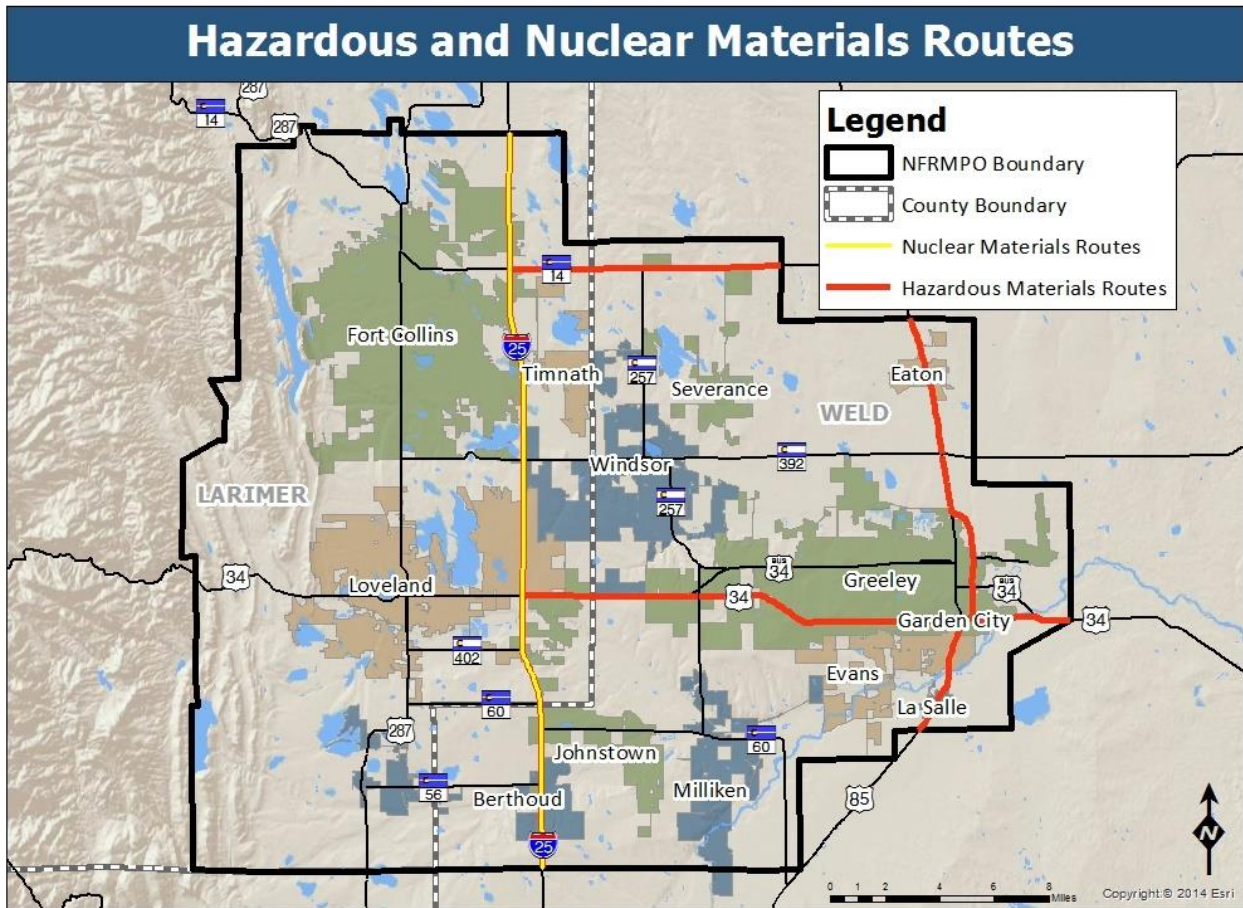 Hazardous and Nuclear Materials Routes
Legend
NFRMPO Boundary
County Boundary
Nuclear Materials Routes
Hazardous Materials Routes
287
14
287
14
Fort Collins
25
Timnath
257
Severance
Eaton
WELD
Windsor
392
LARIMER
257
34
Loveland
BUS
34
Greeley
BUS
34
34
Garden City
34
402
Evans
60
La Salle
287
Johnstown
60
56
Berthoud
Milliken
85
25
N
0 1 2 4 6 8
Miles
Copyright:© 2014 Esri